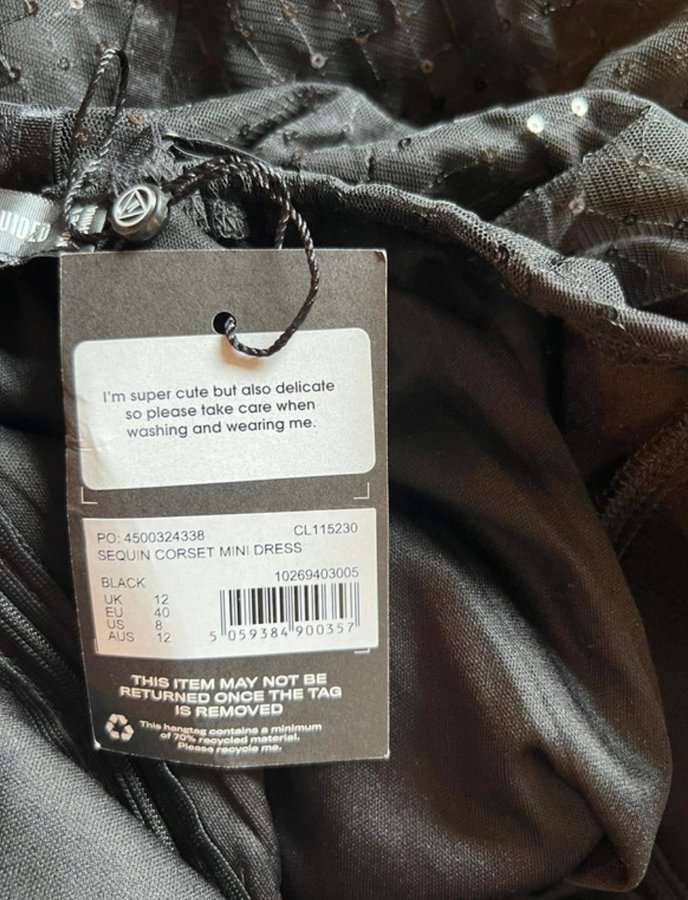 UIDED
I'm super cute but also delicate
so please take care when
washing and wearing me.
PO: 4500324338 CL115230
SEQUIN CORSET MINI DRESS
BLACK 10269403005
UK 12
EU 40
US 8
AUS 12
5 059384 900357
THIS ITEM MAY NOT BE
RETURNED ONCE THE TAG
IS REMOVED
This hangtag contains a minimum
of 70% recycled material.
Please recycle me.